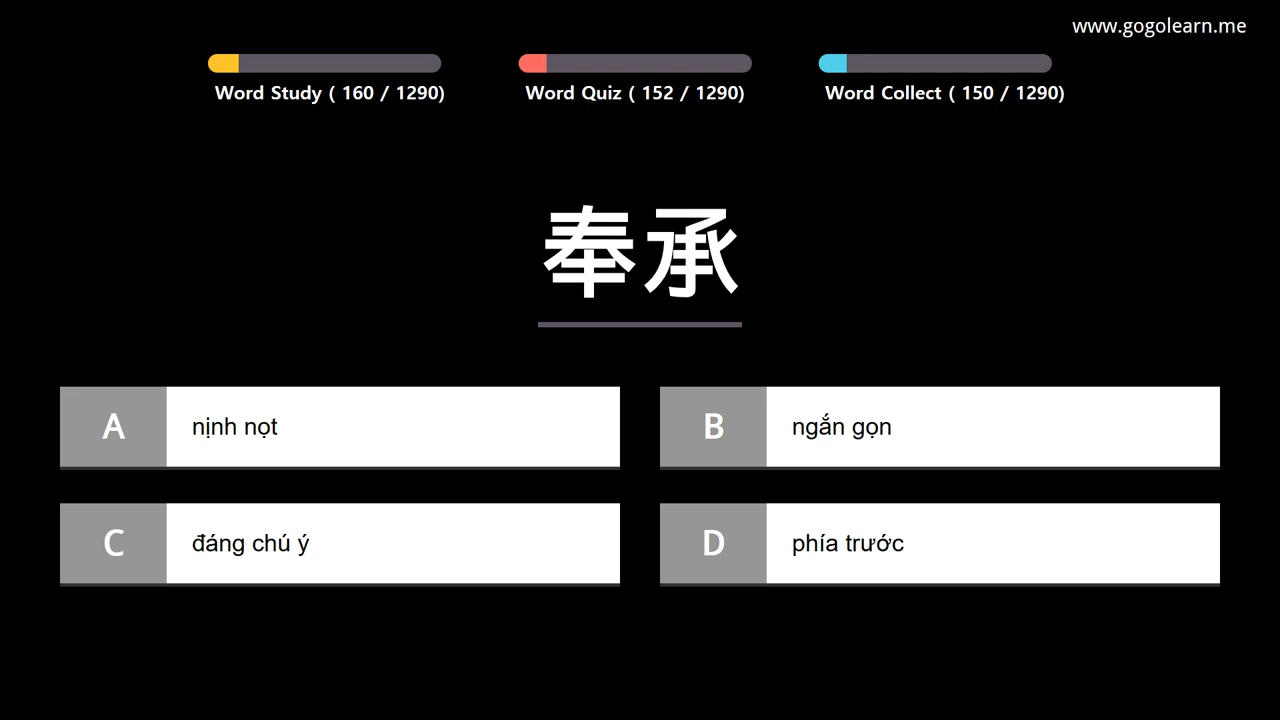 www.gogolearn.me
Word Study ( 160 / 1290)
Word Quiz ( 152 / 1290)
Word Collect ( 150 / 1290)
奉承
A nịnh nọt
B ngắn gọn
C đáng chú ý
D phía trước